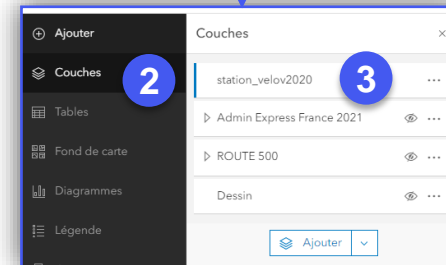 Ajouter
Couches
2
Tables
Fond de carte
Diagrammes
Légende
Couches
×
station_velov2020
3
...
Admin Express France 2021
...
ROUTE 500
...
Dessin
...
Ajouter